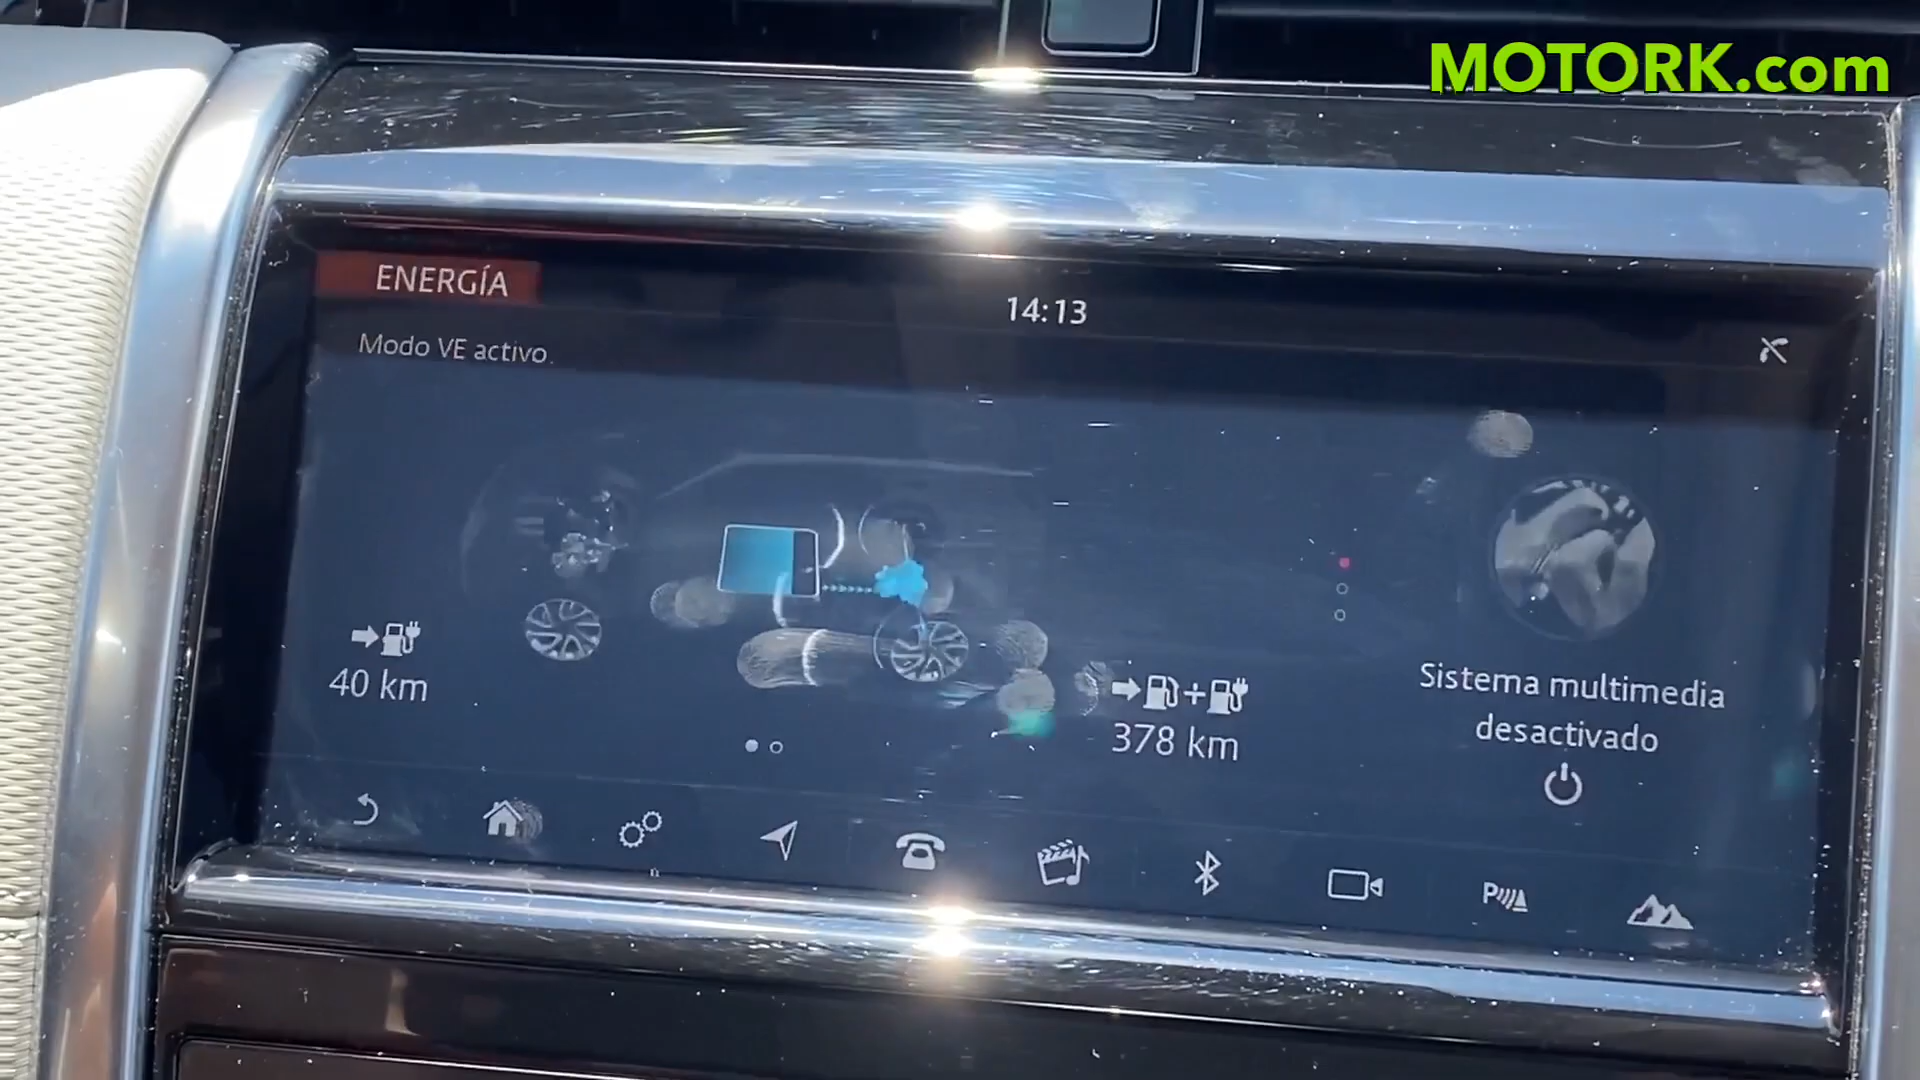 MOTORK.com
ENERGÍA
14:13
Modo VE activo.
40 km
378 km
Sistema multimedia
desactivado
P